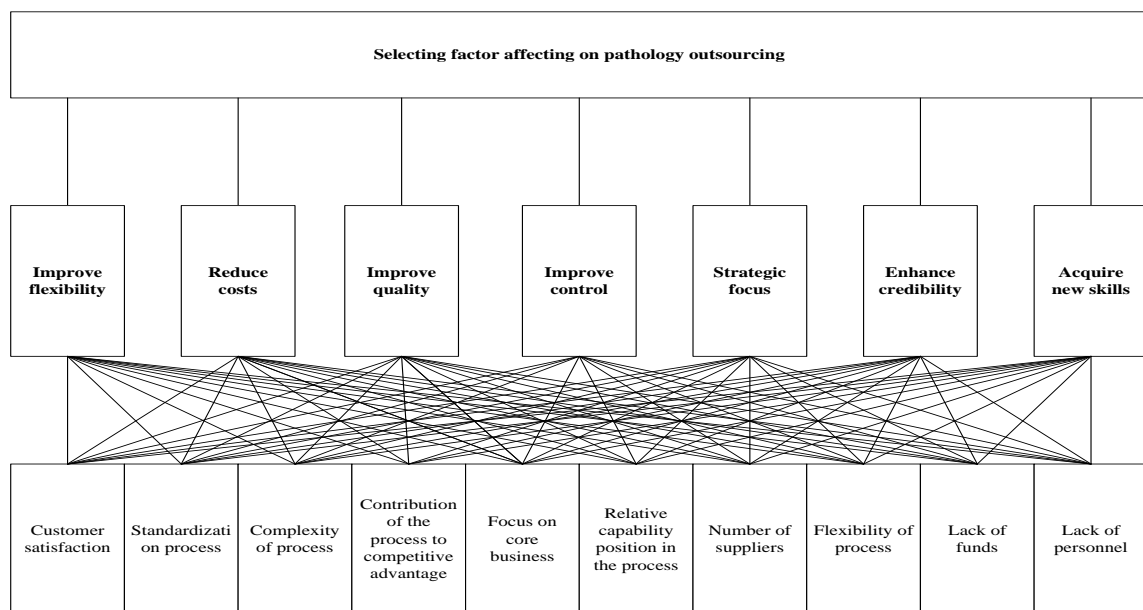 Selecting factor affecting on pathology outsourcing
Improve
flexibility
Reduce
costs
Improve
quality
Improve
control
Strategic
focus
Enhance
credibility
Acquire
new skills
Customer
satisfaction
Standardizati
on process
Complexity
of process
Contribution
of the
process to
competitive
advantage
Focus on
core
business
Relative
capability
position in
the process
Number of
suppliers
Flexibility of
process
Lack of
funds
Lack of
personnel